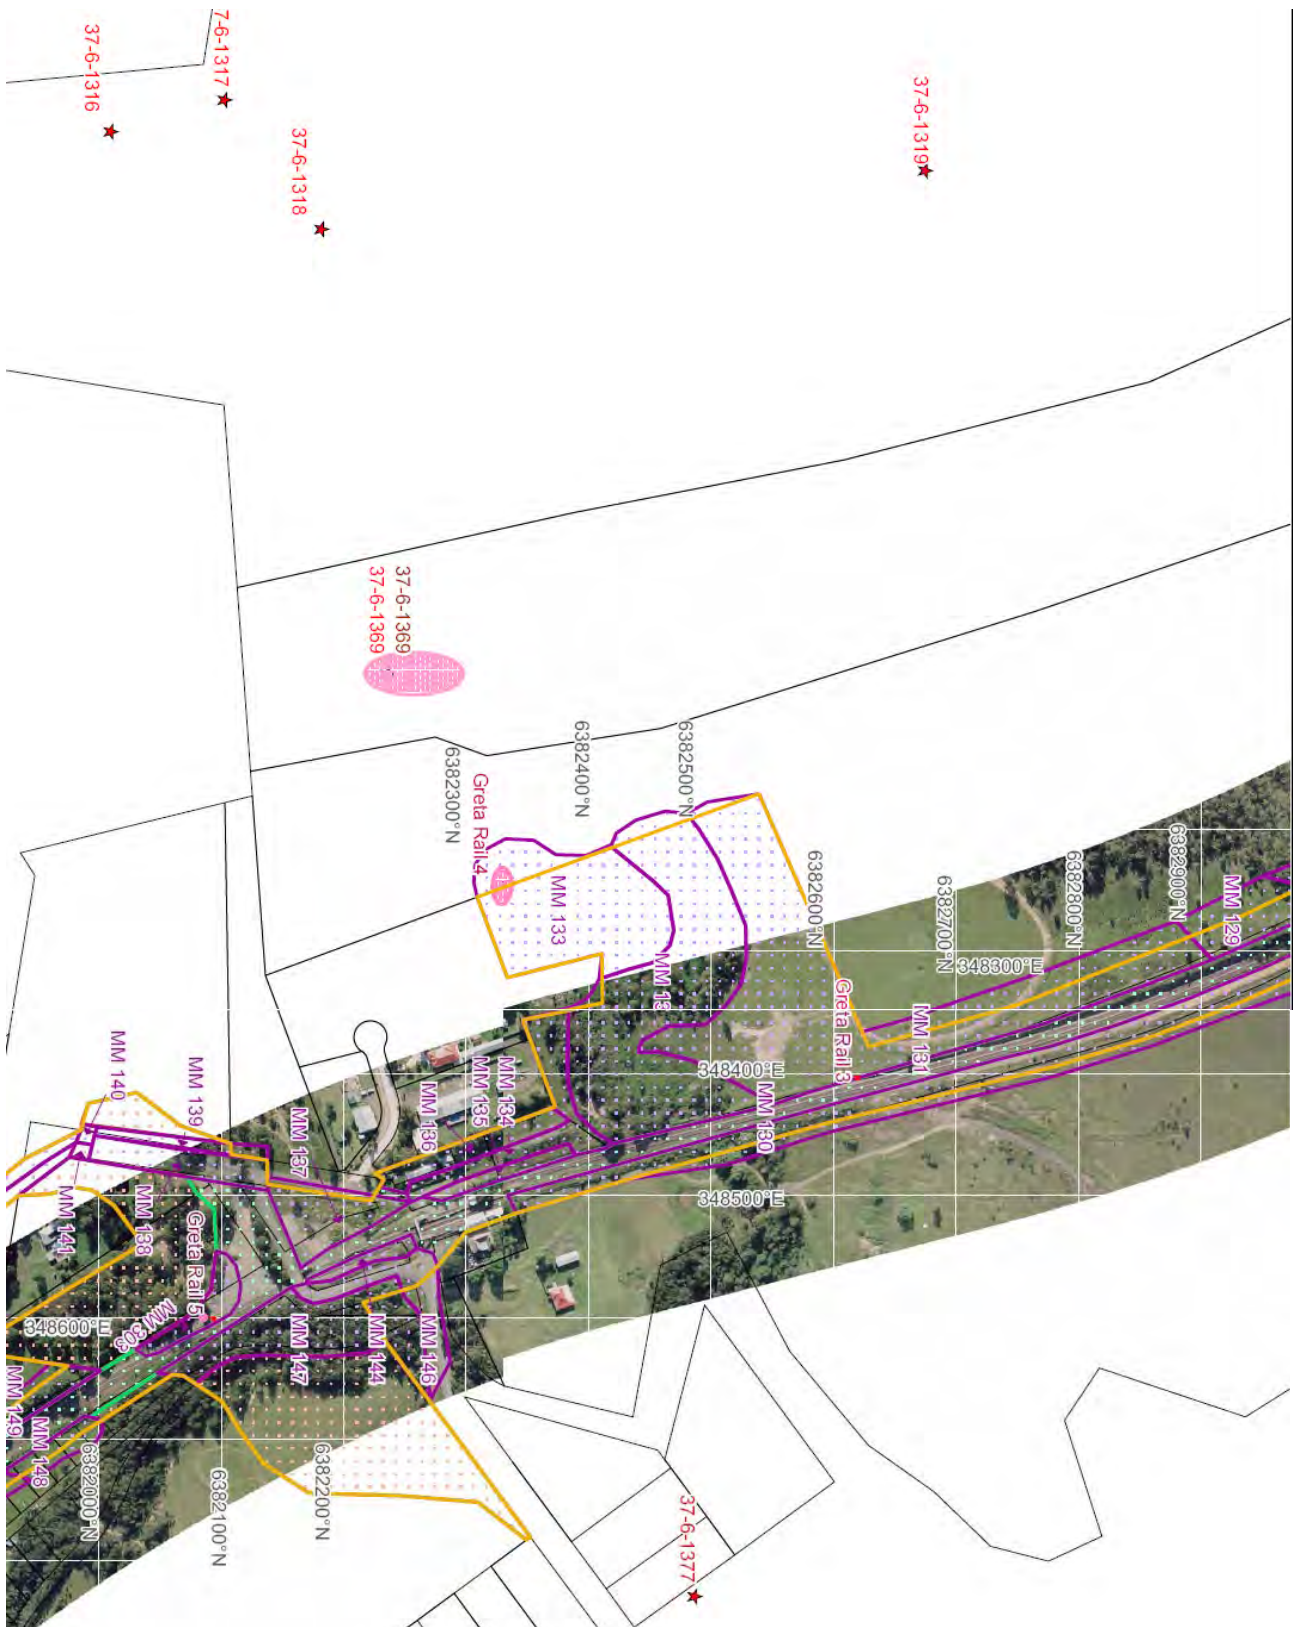 37-6-1316
7-6-1317
37-6-1318
37-6-1319
37-6-1369
37-6-1369
6382300°N
6382400°N
6382500°N
6382600°N
6382700°N
6382800°N
6382900°N
Greta Rail 4
MM 133
MM 13
MM 129
348300°E
Greta Rail 3
MM 131
348400°E
MM 130
MM 134
MM 135
MM 136
MM 137
MM 139
MM 140
348500°E
MM 141
MM 138
Greta Rail 5
MM 303
348600°E
MM 147
MM 144
MM 146
MM 149
MM 148
6382000°N
6382100°N
6382200°N
37-6-1377